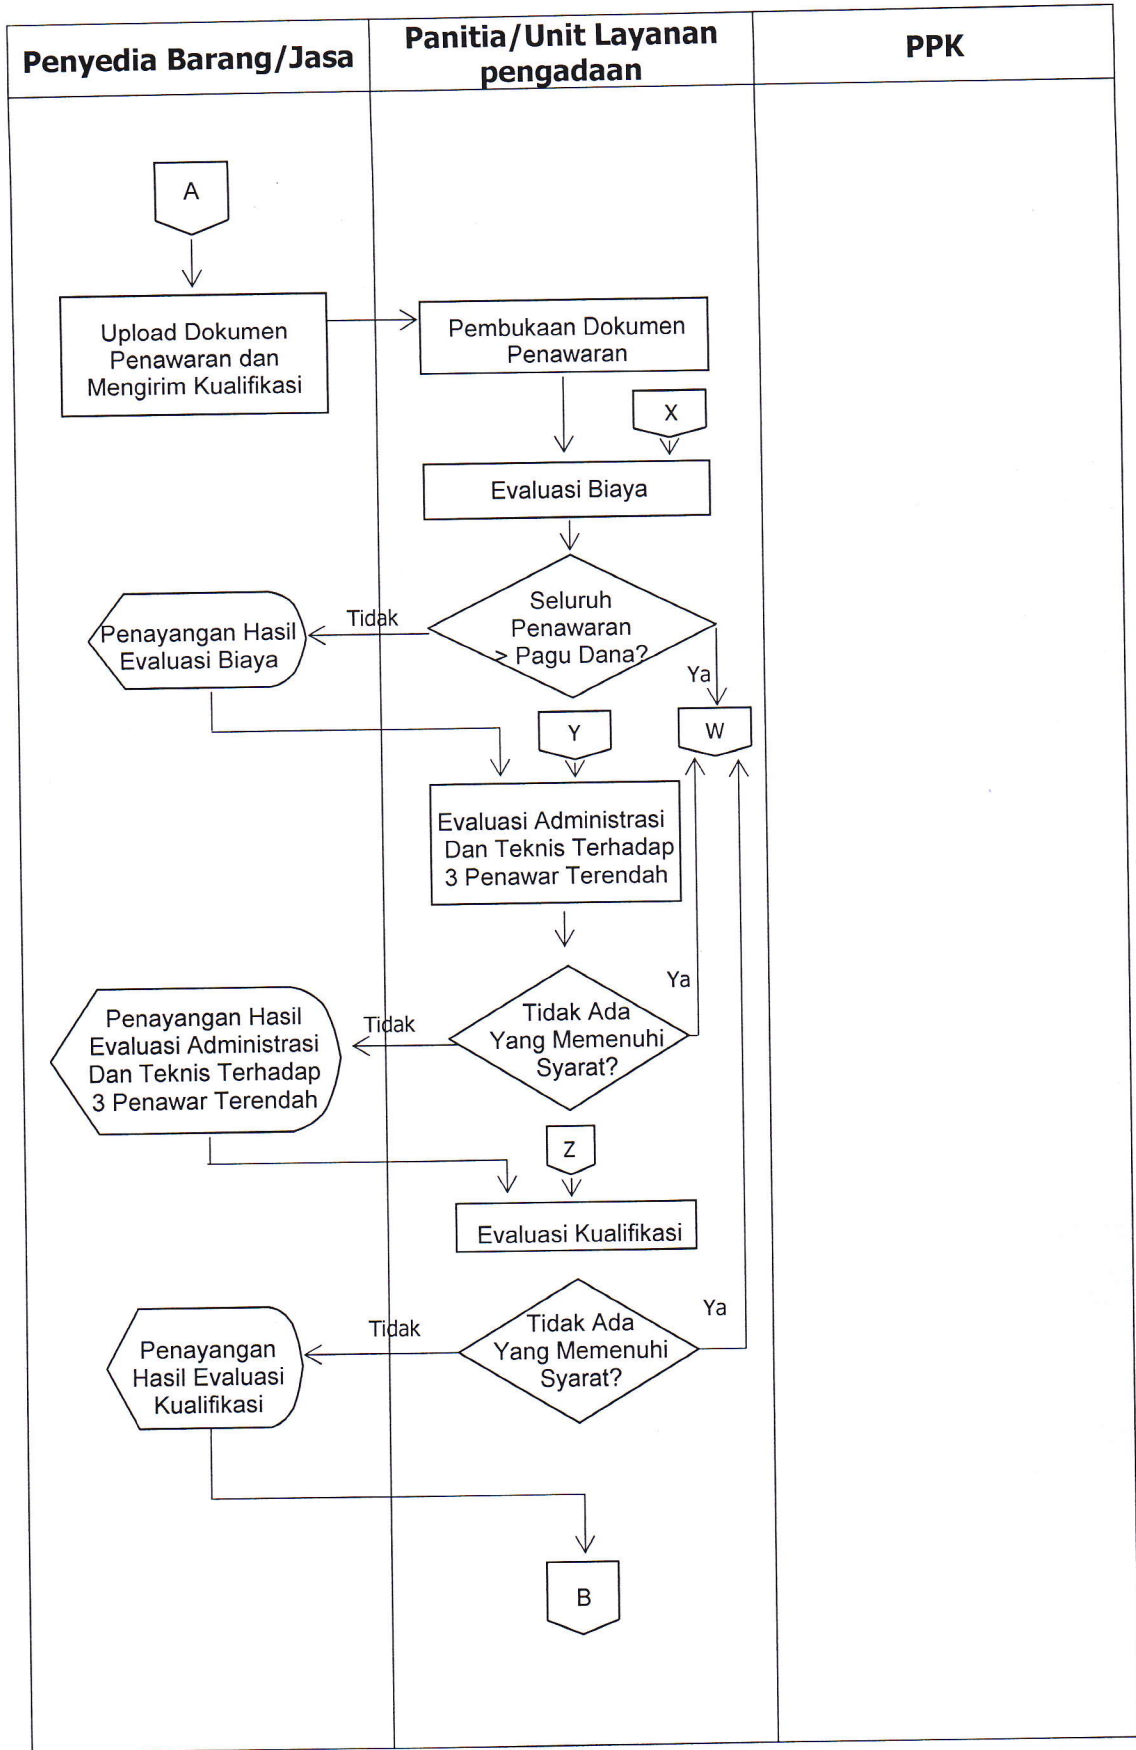 Penyedia Barang/Jasa
Panitia/Unit Layanan
pengadaan
PPK
A
Upload Dokumen
Penawaran dan
Mengirim Kualifikasi
Pembukaan Dokumen
Penawaran
X
Evaluasi Biaya
Seluruh
Penawaran
> Pagu Dana?
Tidak
Ya
Penayangan Hasil
Evaluasi Biaya
Y
W
Evaluasi Administrasi
Dan Teknis Terhadap
3 Penawar Terendah
Tidak Ada
Yang Memenuhi
Syarat?
Ya
Tidak
Penayangan Hasil
Evaluasi Administrasi
Dan Teknis Terhadap
3 Penawar Terendah
Z
Evaluasi Kualifikasi
Tidak Ada
Yang Memenuhi
Syarat?
Ya
Tidak
Penayangan
Hasil Evaluasi
Kualifikasi
B